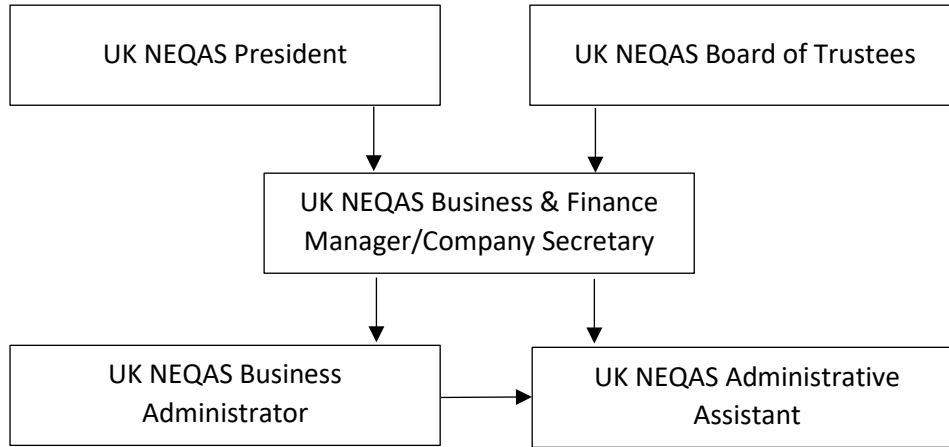 UK NEQAS President
UK NEQAS Board of Trustees
UK NEQAS Business & Finance
Manager/Company Secretary
UK NEQAS Business
Administrator
UK NEQAS Administrative
Assistant